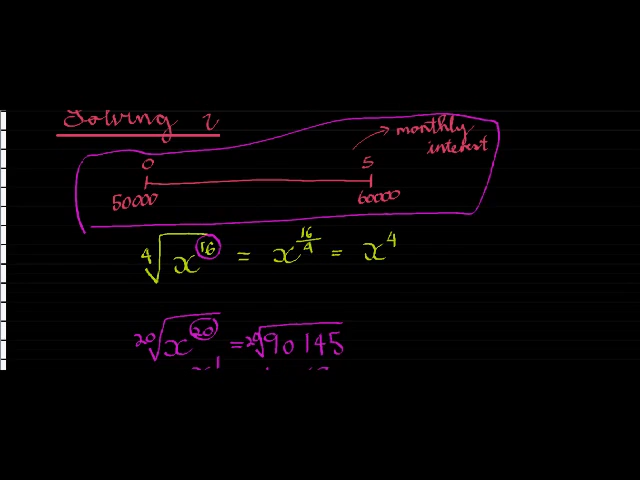 Solving i
0 5 → monthly interest
50000 60000
⁴√x¹⁶ = x^(16/4) = x⁴
²⁰√x²⁰ = ²⁰√90145